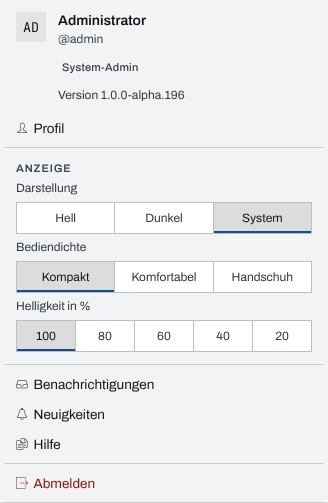 AD
Administrator
@admin
System-Admin
Version 1.0.0-alpha.196
Profil
ANZEIGE
Darstellung
Hell Dunkel System
Bediendichte
Kompakt Komfortabel Handschuh
Helligkeit in %
100 80 60 40 20
Benachrichtigungen
Neuigkeiten
Hilfe
Abmelden